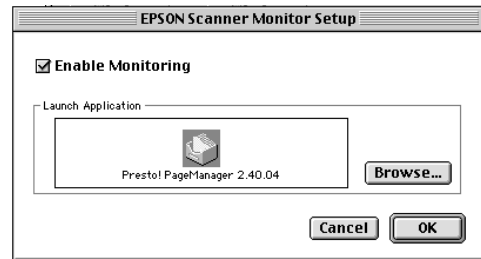 EPSON Scanner Monitor Setup
Enable Monitoring
Launch Application
Presto! PageManager 2.40.04
Browse...
Cancel
OK